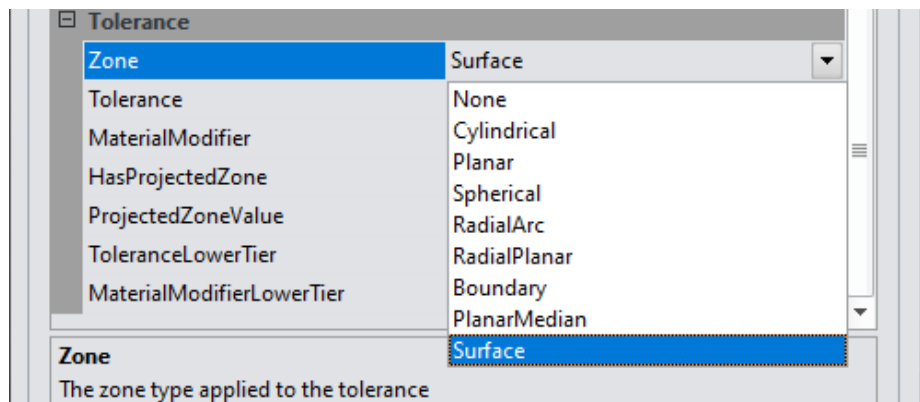 Tolerance
Zone Surface
Tolerance None
Cylindrical
MaterialModifier
Planar
HasProjectedZone
Spherical
ProjectedZoneValue
RadialArc
ToleranceLowerTier
RadialPlanar
MaterialModifierLowerTier
Boundary
PlanarMedian
Surface
Zone
The zone type applied to the tolerance